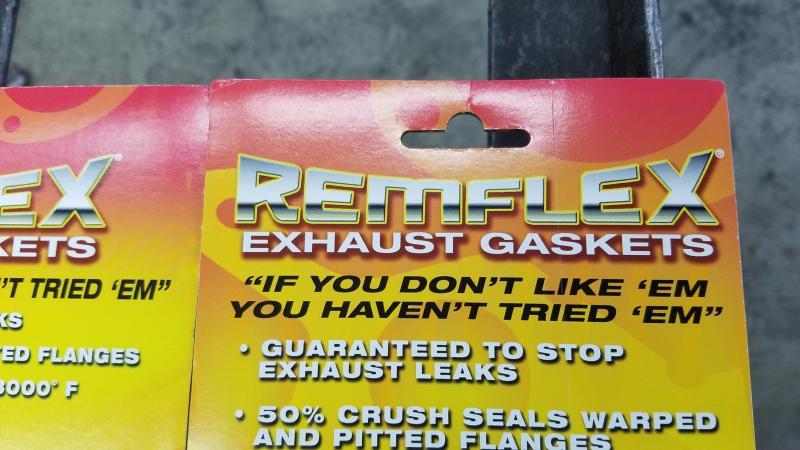 EX®
KETS
'T TRIED ‘EM”
KS
ED FLANGES
3000° F
REMFLEX®
EXHAUST GASKETS
“IF YOU DON’T LIKE ‘EM
YOU HAVEN’T TRIED ‘EM”
• GUARANTEED TO STOP
EXHAUST LEAKS
• 50% CRUSH SEALS WARPED
AND PITTED FLANGES